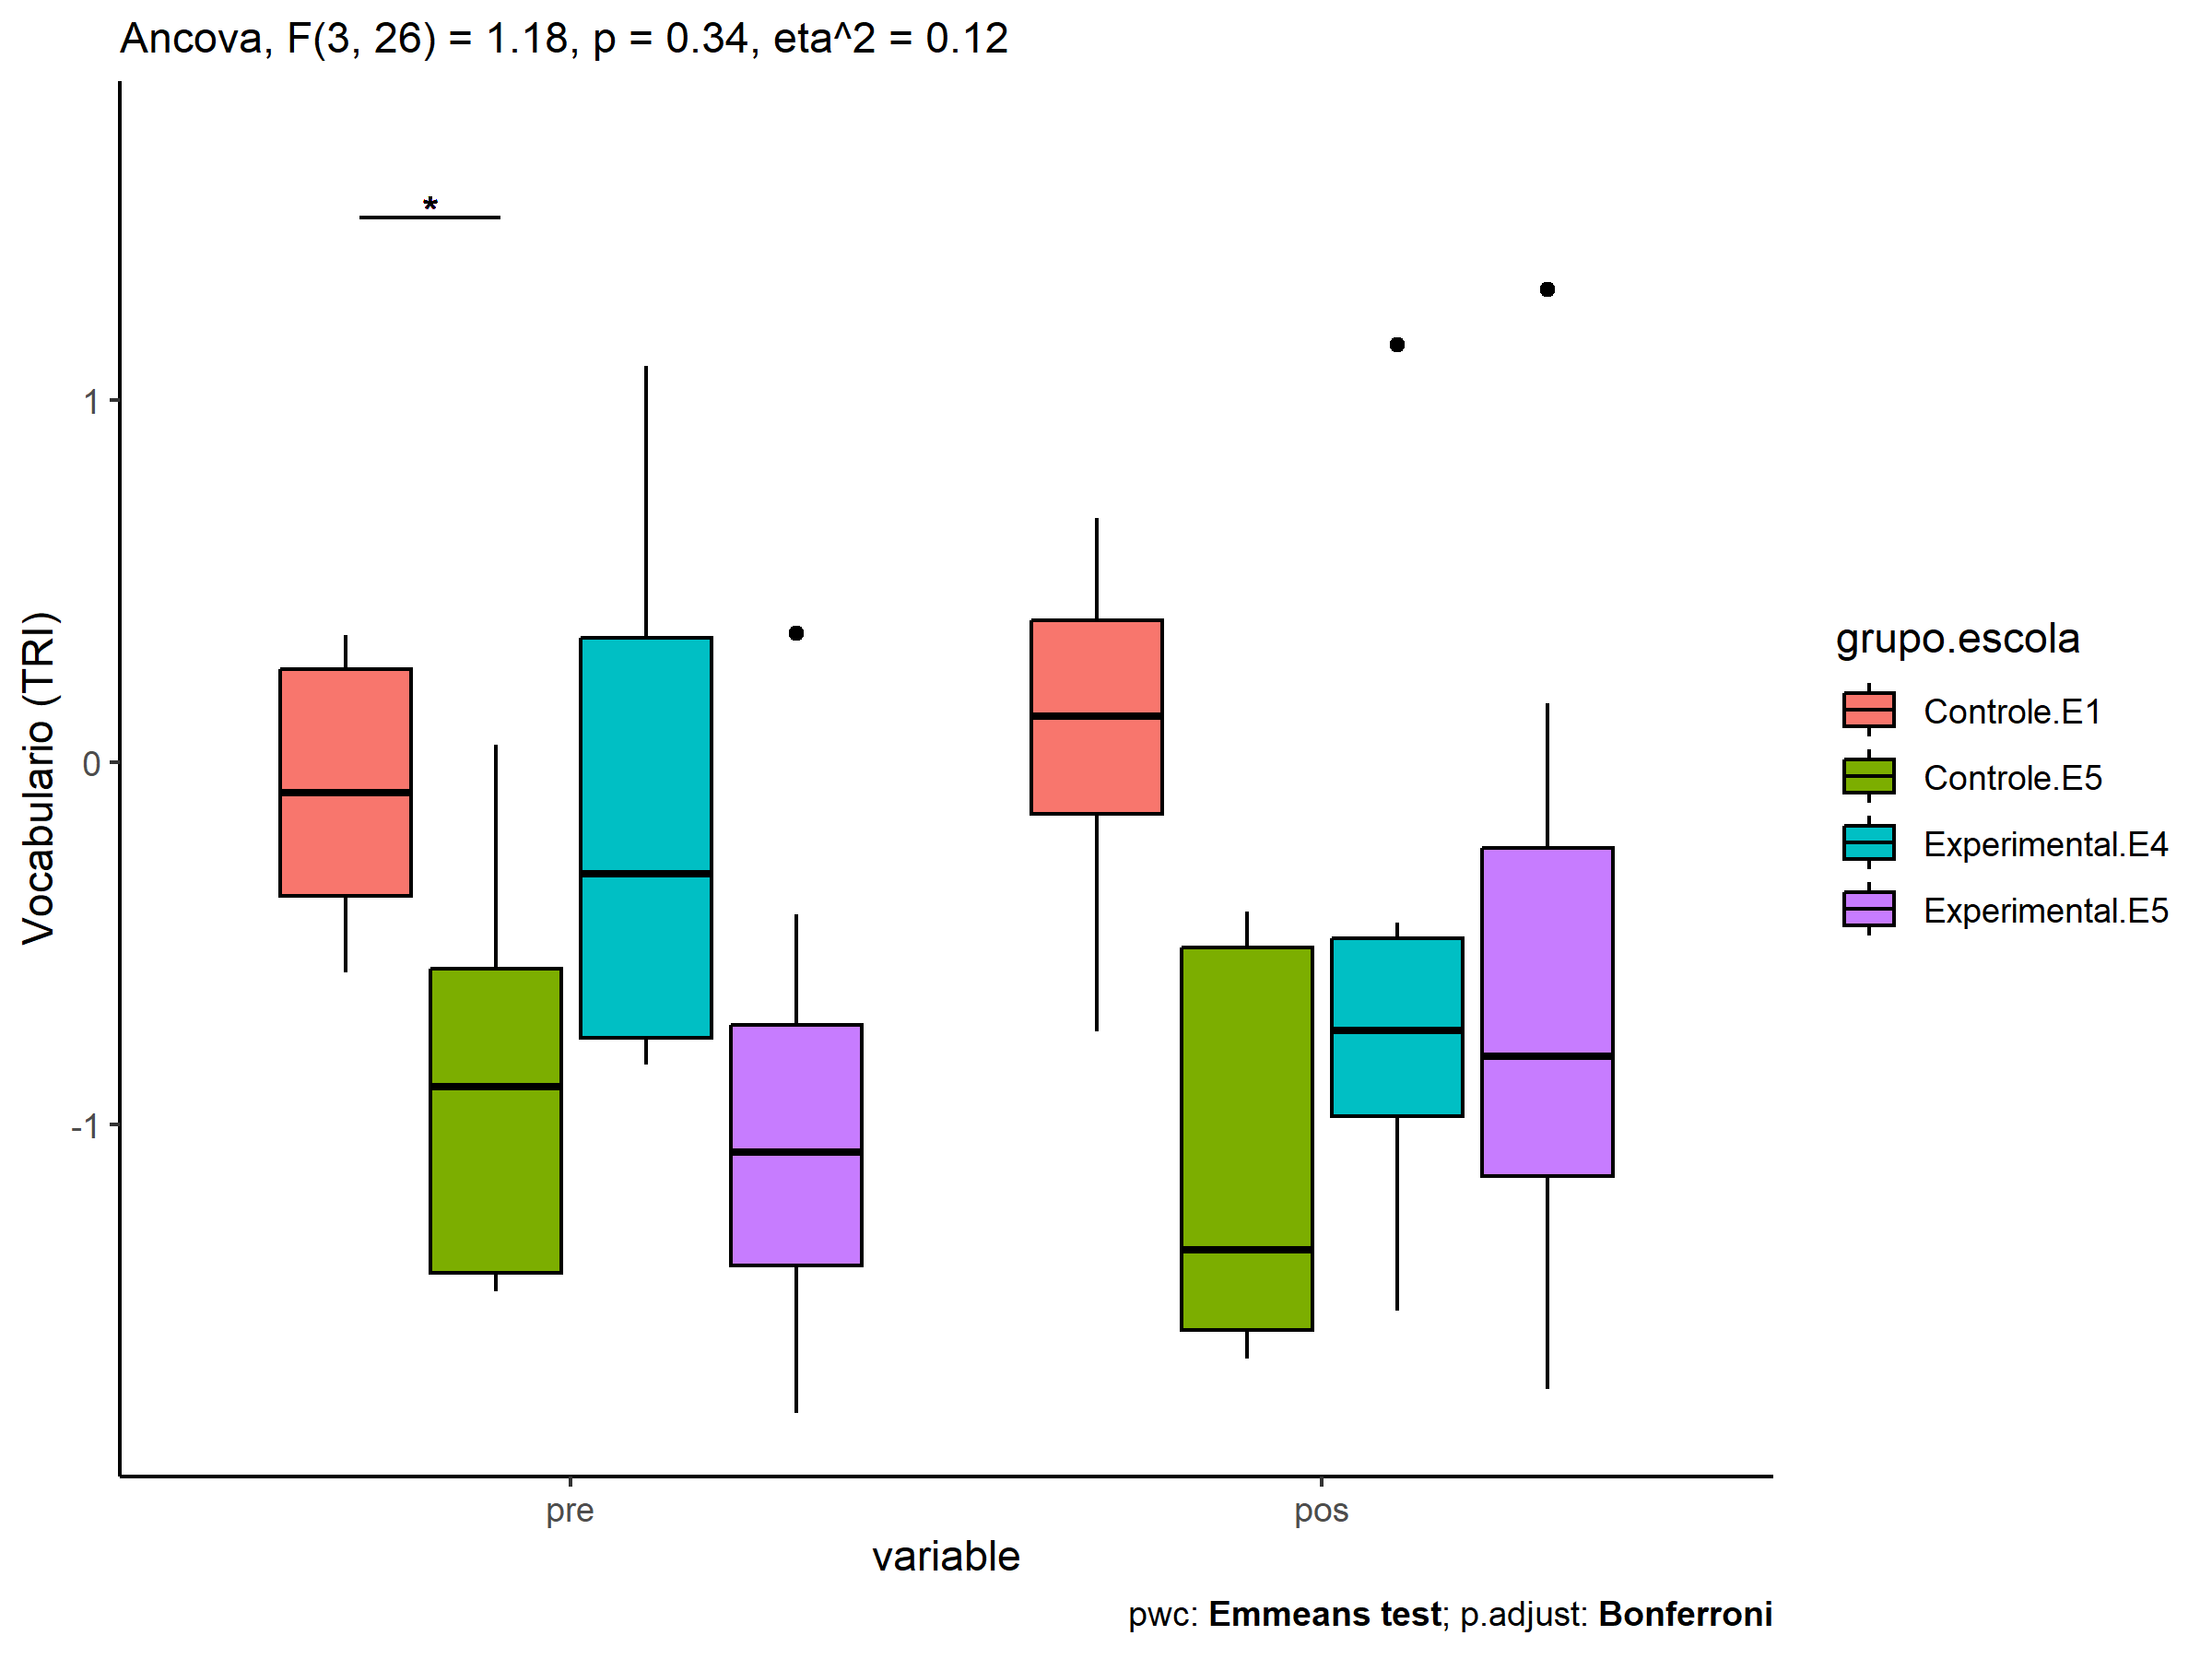 Ancova, F(3, 26) = 1.18, p = 0.34, eta^2 = 0.12
*
1
0
-1
Vocabulario (TRI)
pre
pos
variable
grupo.escola
Controle.E1
Controle.E5
Experimental.E4
Experimental.E5
pwc: Emmeans test; p.adjust: Bonferroni